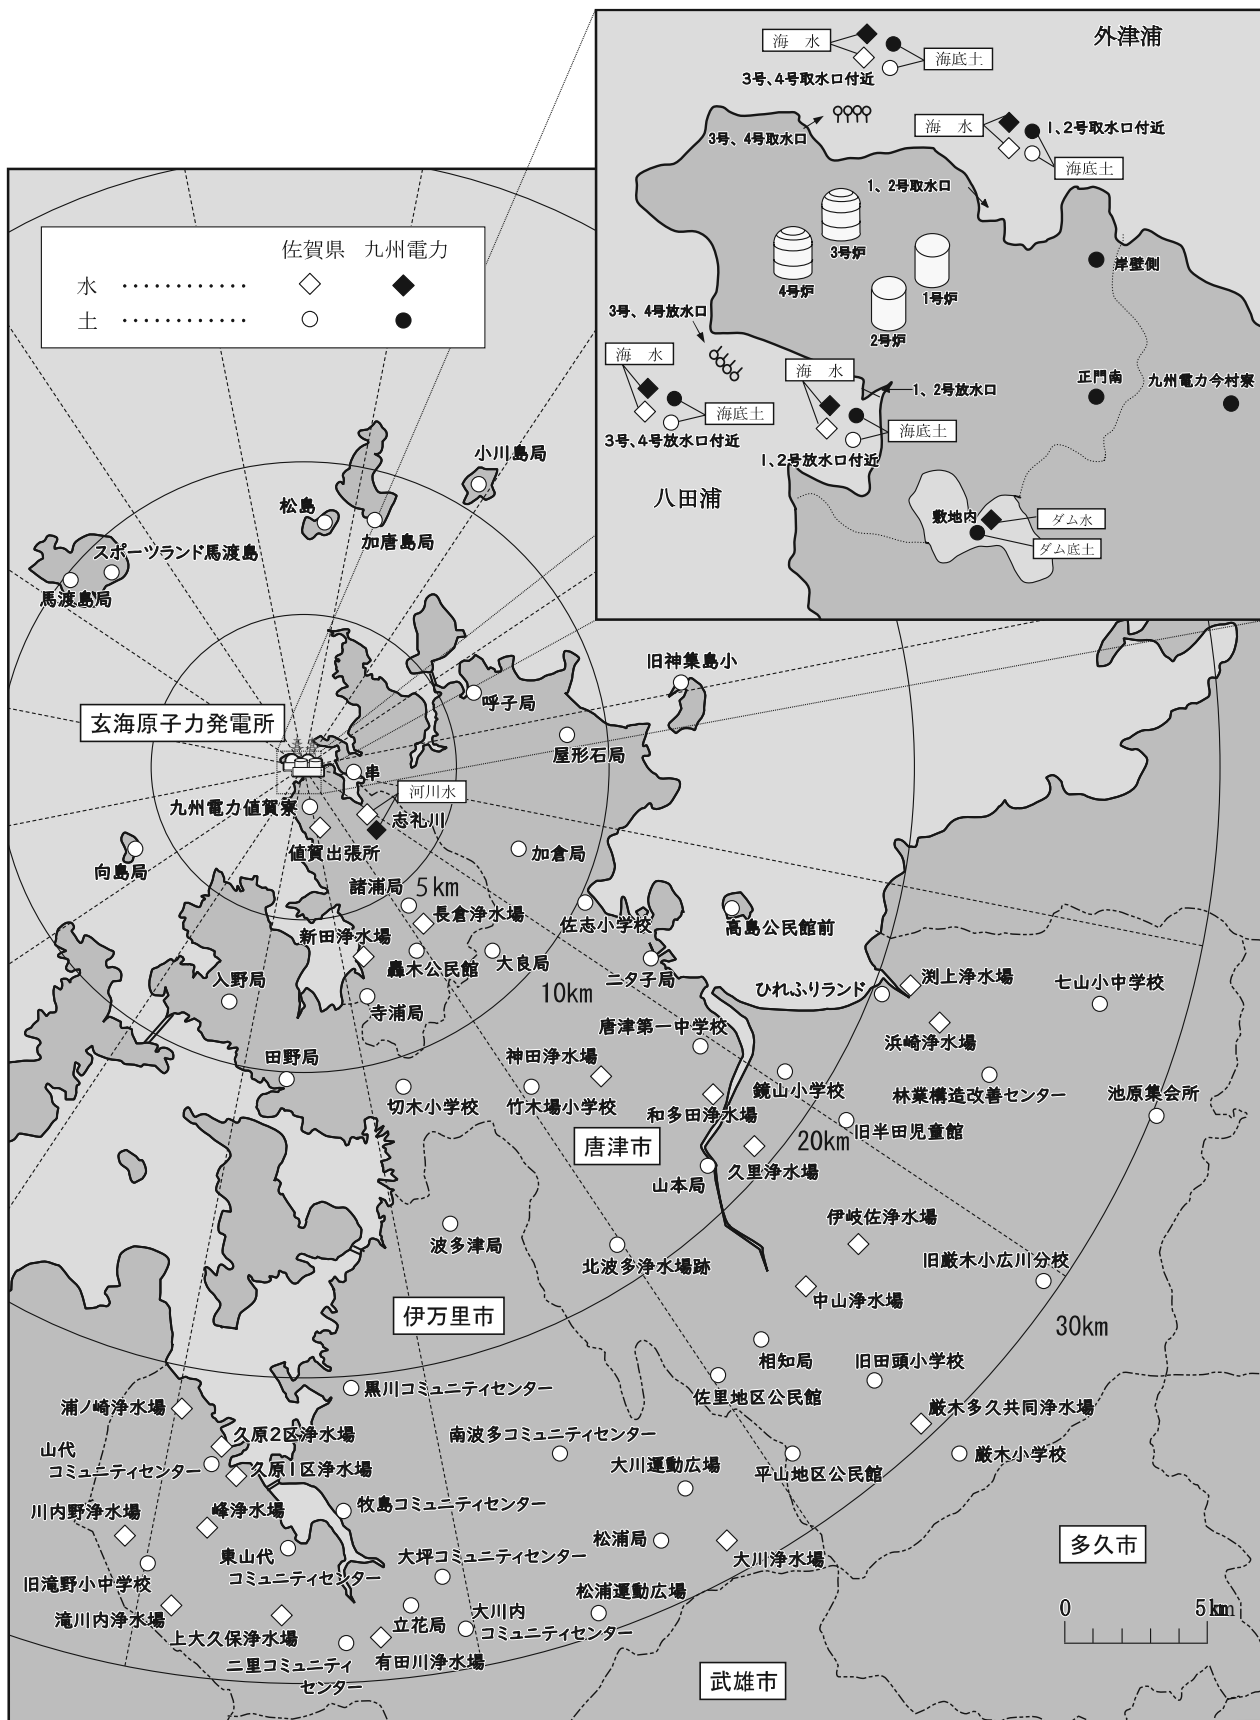 海　水
海底土
外津浦
3号、4号取水口付近
3号、4号取水口
海　水
1、2号取水口付近
海底土
1、2号取水口
3号炉
4号炉
1号炉
2号炉
岸壁側
3号、4号放水口
海　水
海底土
3号、4号放水口付近
海　水
1、2号放水口
海底土
1、2号放水口付近
正門南
九州電力今村寮
八田浦
敷地内
ダム水
ダム底土
佐賀県　九州電力
水 ・・・・・・・・・・・・
土 ・・・・・・・・・・・・
小川島局
松島
加唐島局
スポーツランド馬渡島
馬渡島局
旧神集島小
呼子局
玄海原子力発電所
屋形石局
串
河川水
九州電力値賀寮
志礼川
値賀出張所
向島局
加倉局
諸浦局
5km
長倉浄水場
佐志小学校
高島公民館前
新田浄水場
轟木公民館
大良局
二タ子局
入野局
10km
ひれふりランド
渕上浄水場
七山小中学校
寺浦局
唐津第一中学校
浜崎浄水場
田野局
神田浄水場
切木小学校
竹木場小学校
鏡山小学校
林業構造改善センター
池原集会所
和多田浄水場
唐津市
20km
旧半田児童館
久里浄水場
山本局
伊岐佐浄水場
波多津局
北波多浄水場跡
旧厳木小広川分校
中山浄水場
伊万里市
30km
相知局
旧田頭小学校
黒川コミュニティセンター
佐里地区公民館
浦ノ崎浄水場
厳木多久共同浄水場
久原2区浄水場
南波多コミュニティセンター
山代
コミュニティセンター
久原1区浄水場
大川運動広場
平山地区公民館
厳木小学校
川内野浄水場
峰浄水場
牧島コミュニティセンター
松浦局
大川浄水場
多久市
東山代
コミュニティセンター
大坪コミュニティセンター
旧滝野小中学校
松浦運動広場
滝川内浄水場
立花局
大川内
コミュニティセンター
上大久保浄水場
二里コミュニティ
センター
有田川浄水場
武雄市
0
5km